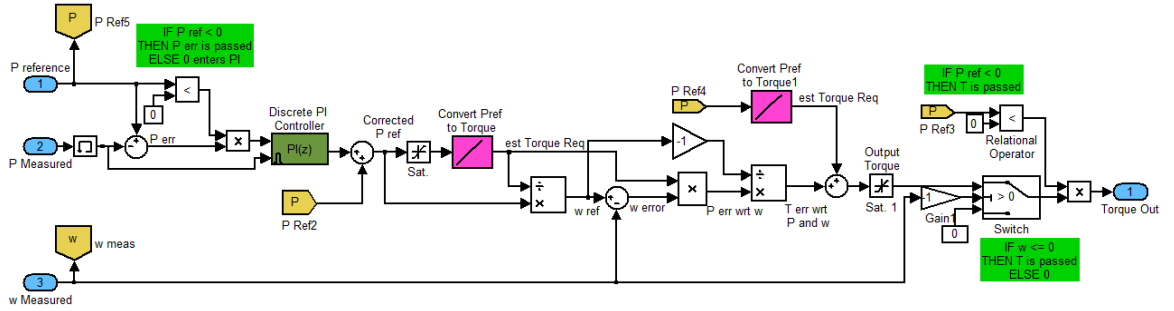 P
P Ref5
IF P ref < 0
THEN P err is passed
ELSE 0 enters PI
P reference
1
<
0
P err
2
P Measured
×
Discrete PI
Controller
PI(z)
Corrected
P ref
Convert Pref
to Torque
Sat.
est Torque Req
P
P Ref2
÷
×
w ref
w error
-1
×
P err wrt w
P Ref4
P
Convert Pref
to Torque1
est Torque Req
÷
×
T err wrt
P and w
Output
Torque
Sat. 1
IF P ref < 0
THEN T is passed
P
P Ref3
0
<
Relational
Operator
-1
Gain1
0
> 0
Switch
×
1
Torque Out
IF w <= 0
THEN T is passed
ELSE 0
w
w meas
3
w Measured